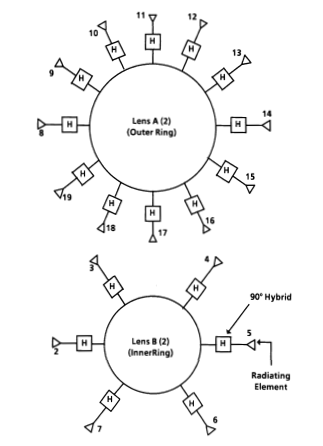 11
12
10
H
H
H
13
9
H
H
Lens A (2)
(Outer Ring)
14
H
H
8
H
H
15
19
H
H
H
16
18
17
3
4
H
H
90° Hybrid
5
Lens B (2)
(InnerRing)
H
H
2
Radiating
Element
H
H
7
6